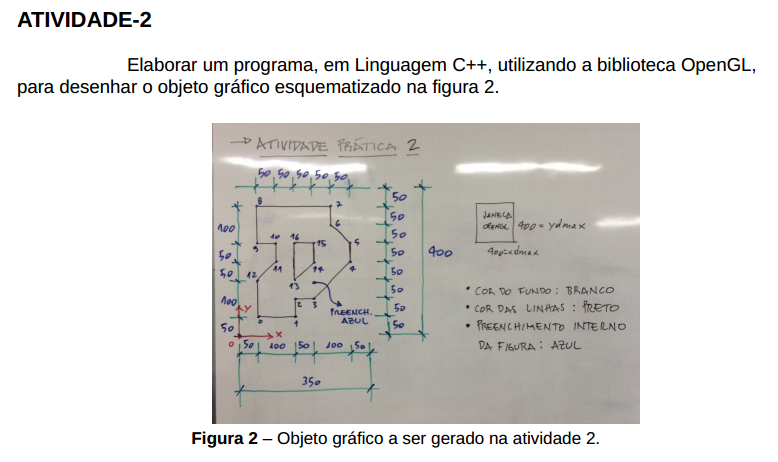 ATIVIDADE-2
Elaborar um programa, em Linguagem C++, utilizando a biblioteca OpenGL,
para desenhar o objeto gráfico esquematizado na figura 2.
→ ATIVIDADE PRÁTICA 2
50 50 50 50 50
8 7
6
9 10 16 15 5
11 14 4
12
13
2 3
0 1
100
50
50
100
50
Y
X
0
50 100 50 100 50
350
50
50
50
50
50
50
50
50
400
PREENCH.
AZUL
JANELA
400 = ydmax
400=xdmax
• COR DO FUNDO : BRANCO
• COR DAS LINHAS : PRETO
• PREENCHIMENTO INTERNO
DA FIGURA : AZUL
Figura 2 – Objeto gráfico a ser gerado na atividade 2.